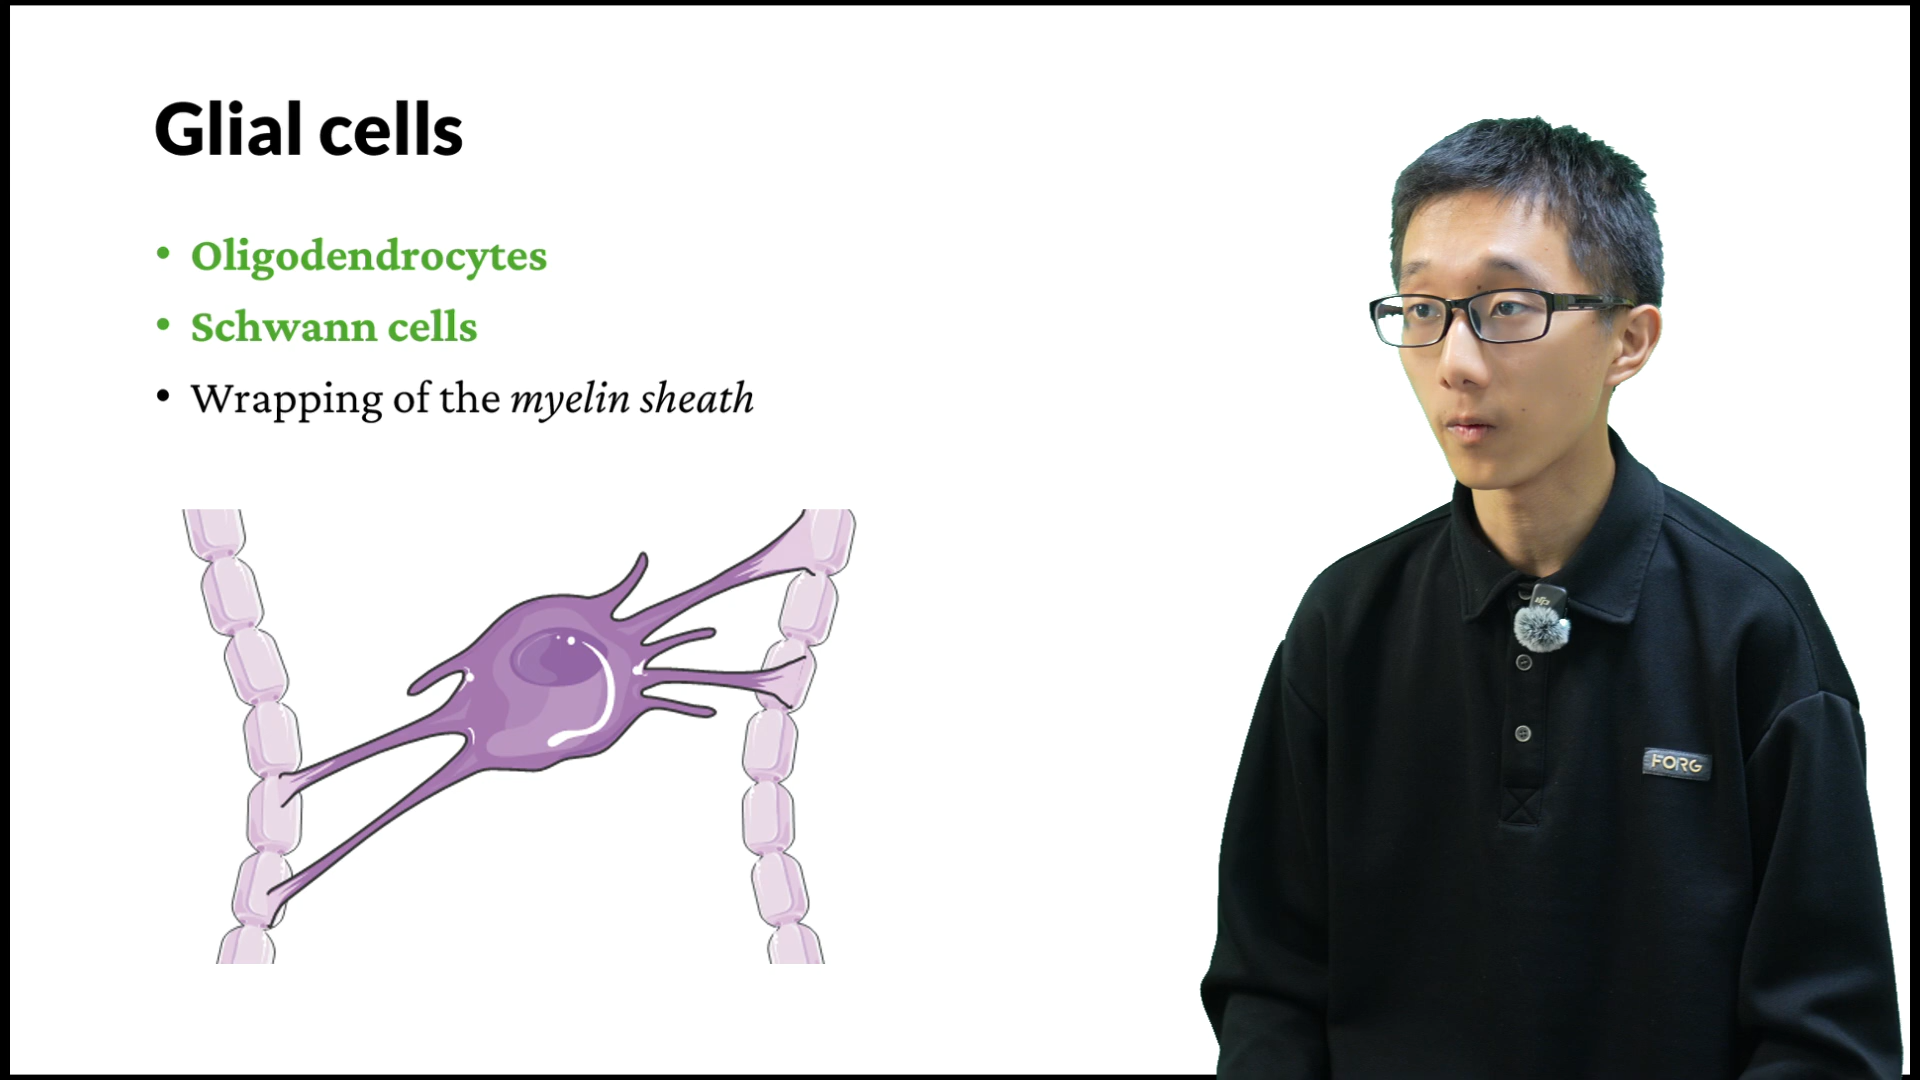 Glial cells
• Oligodendrocytes
• Schwann cells
• Wrapping of the myelin sheath
FORG